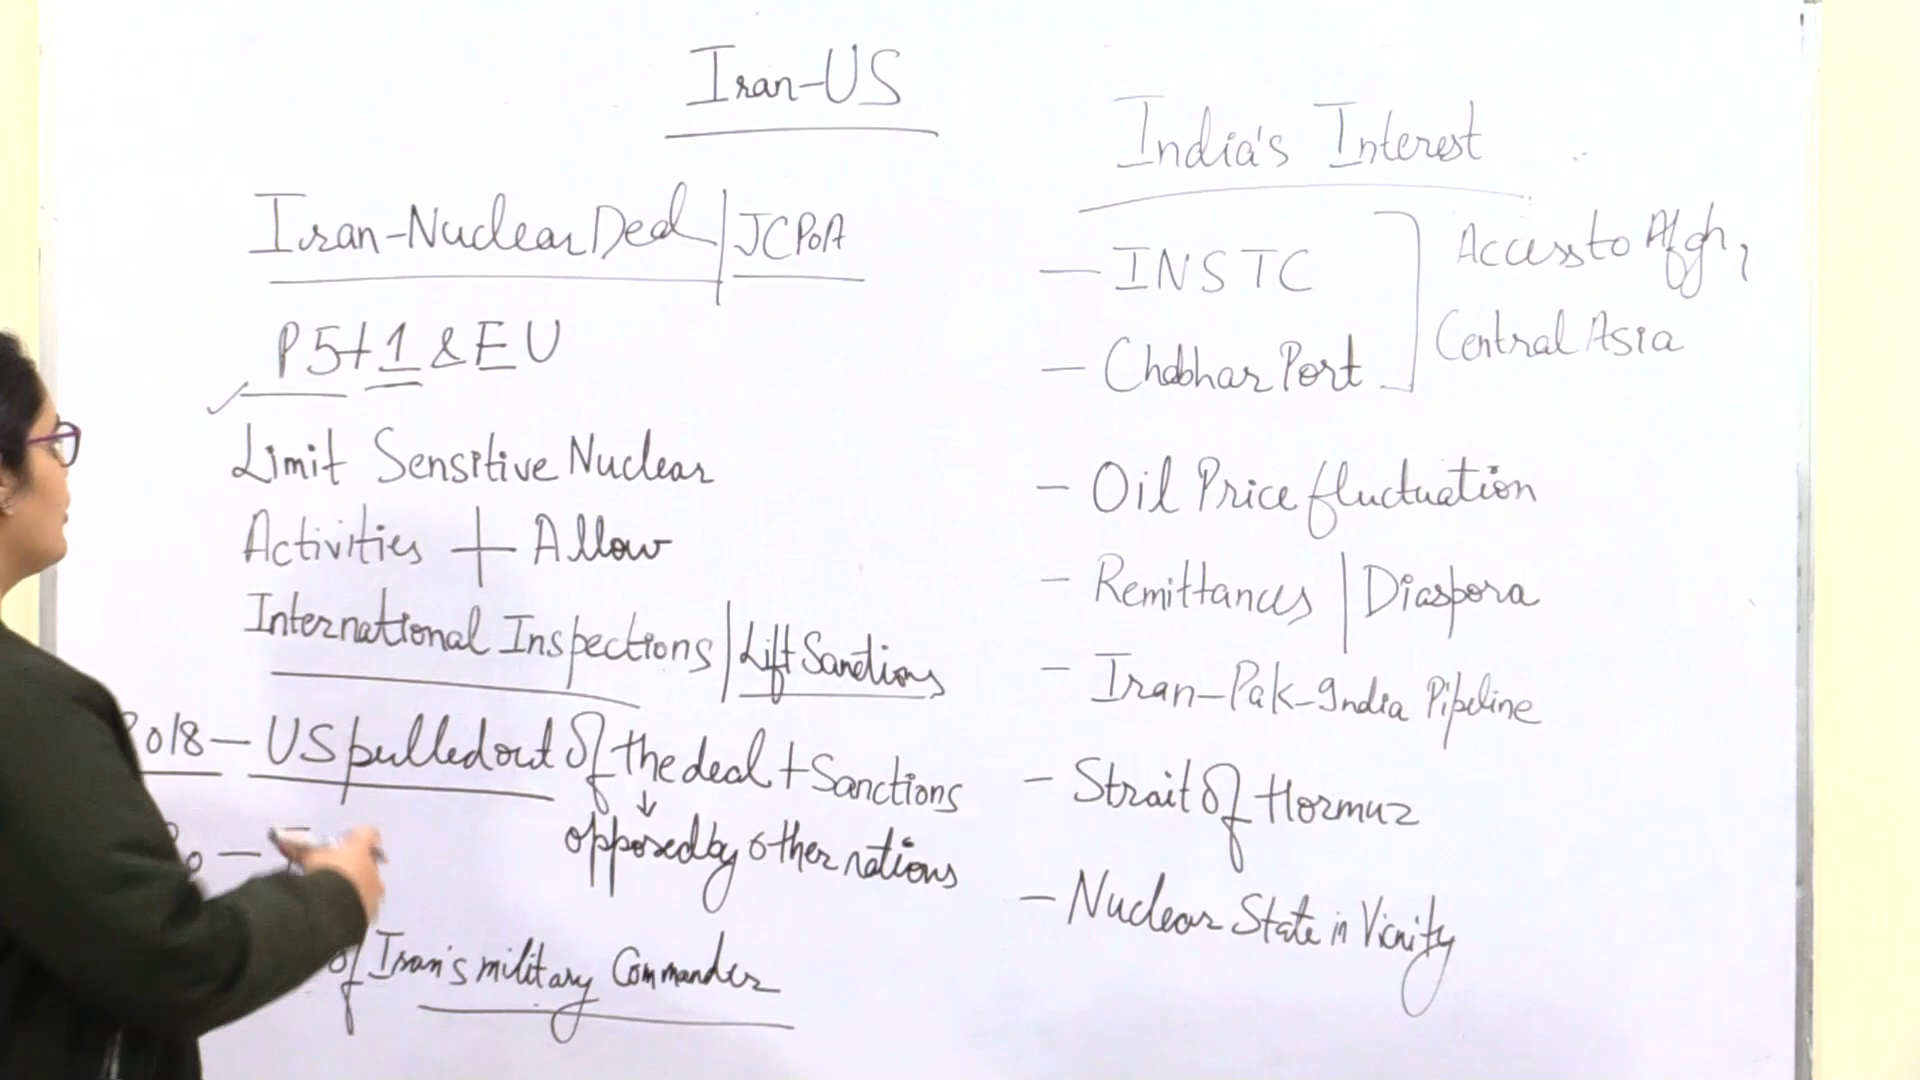 Iran-US
Iran-Nuclear Deal | JCPoA
P5+1 & EU
Limit Sensitive Nuclear
Activities + Allow
International Inspections | Lift Sanctions
2018 - US pulled out of the deal + Sanctions
↓
opposed by other nations
of Iran's military Commander
India's Interest
- INSTC
- Chabhar Port
Access to Afgh,
Central Asia
- Oil Price fluctuation
- Remittances | Diaspora
- Iran-Pak-India Pipeline
- Strait of Hormuz
- Nuclear State in Vicnity